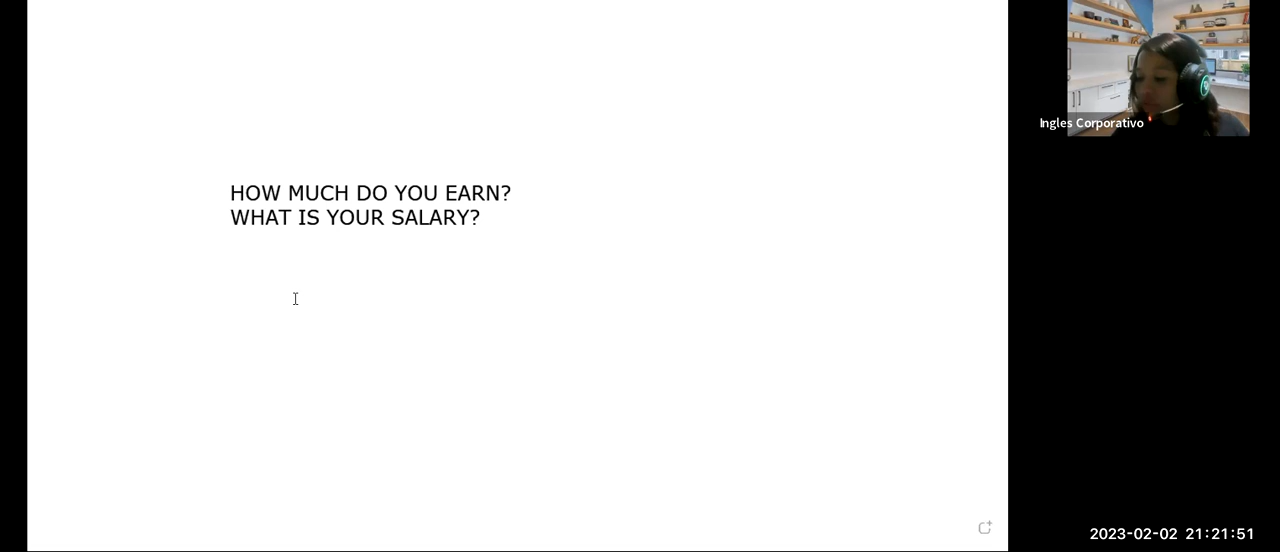 HOW MUCH DO YOU EARN?
WHAT IS YOUR SALARY?
Ingles Corporativo
2023-02-02 21:21:51